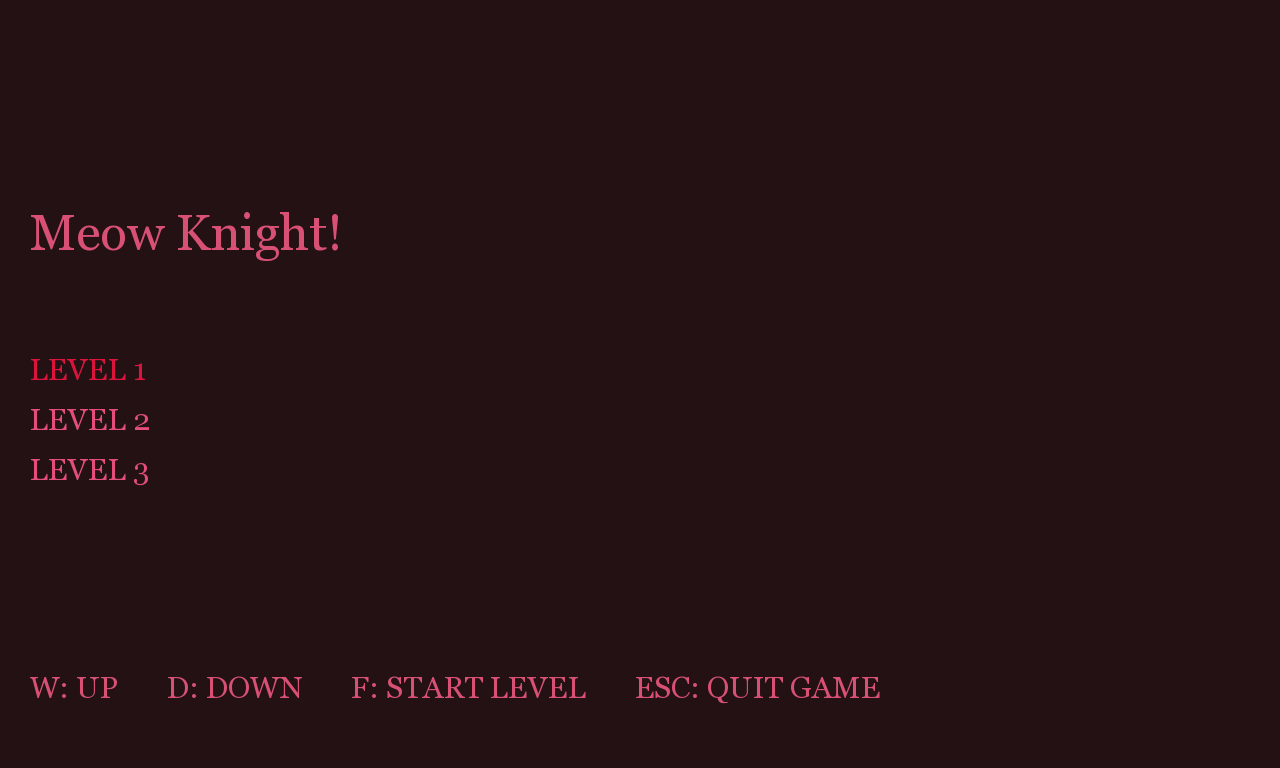 Meow Knight!
LEVEL 1
LEVEL 2
LEVEL 3
W: UP D: DOWN F: START LEVEL ESC: QUIT GAME